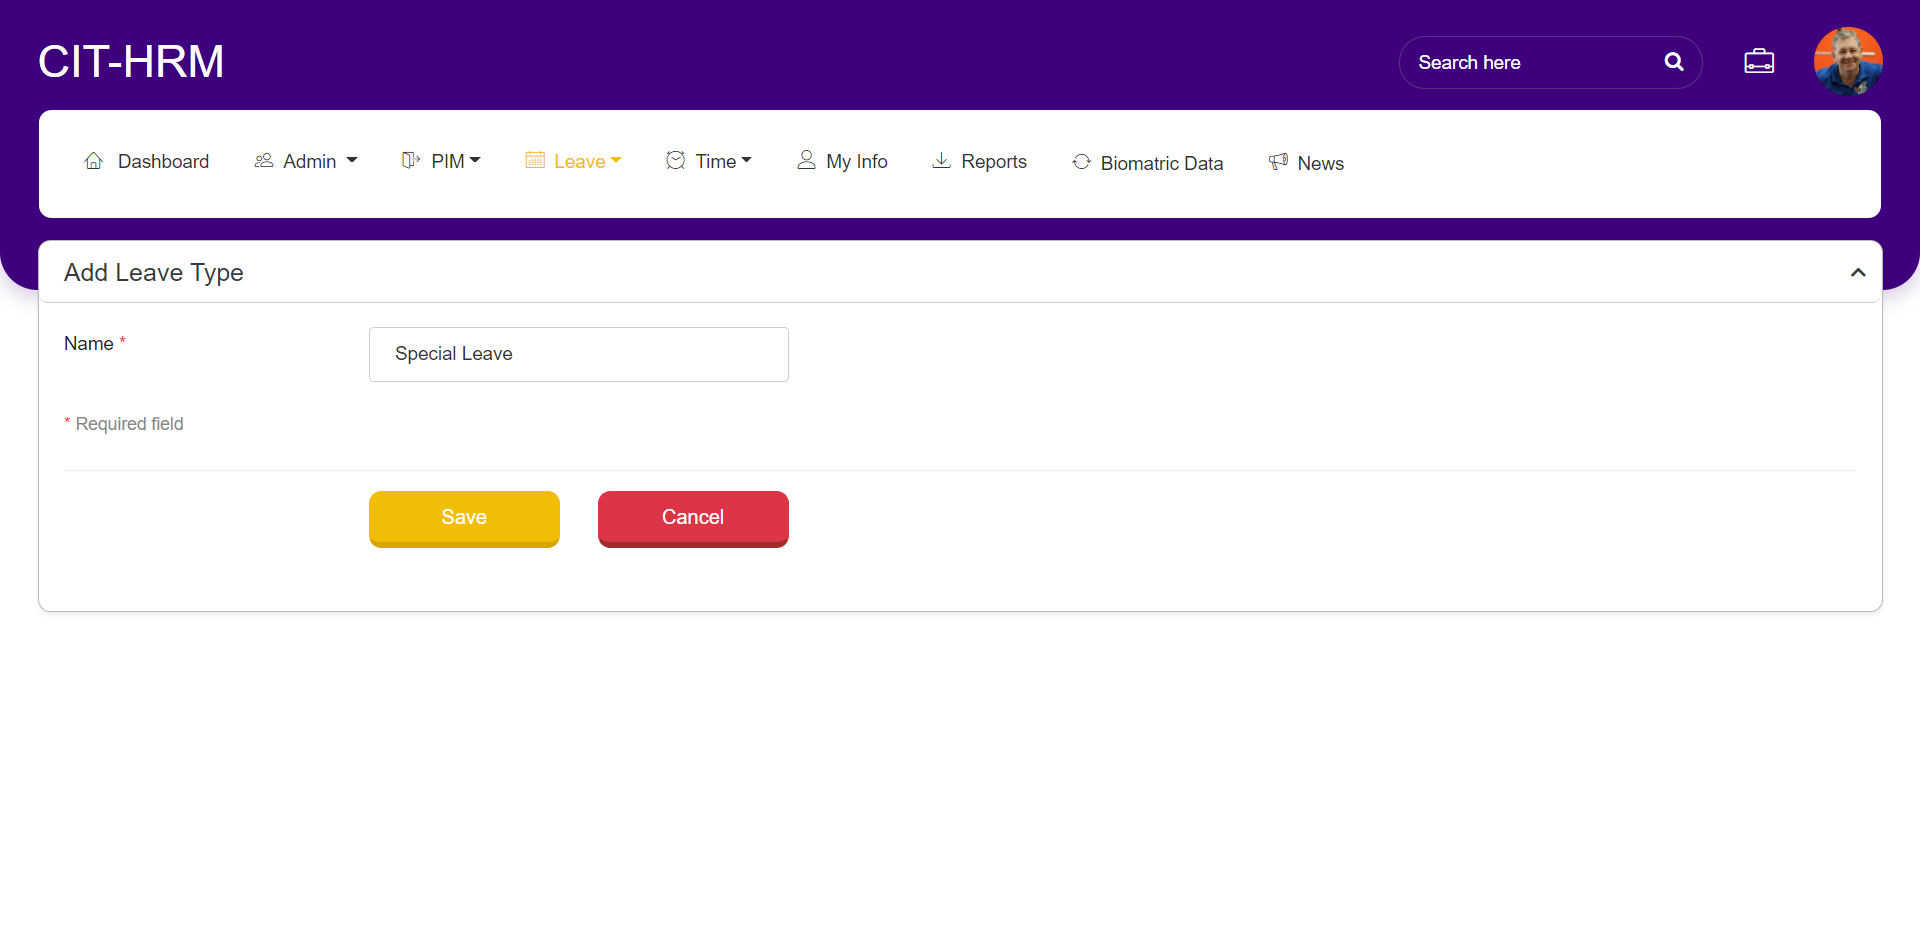 CIT-HRM
Search here
Dashboard
Admin
PIM
Leave
Time
My Info
Reports
Biomatric Data
News
Add Leave Type
Name *
Special Leave
* Required field
Save
Cancel